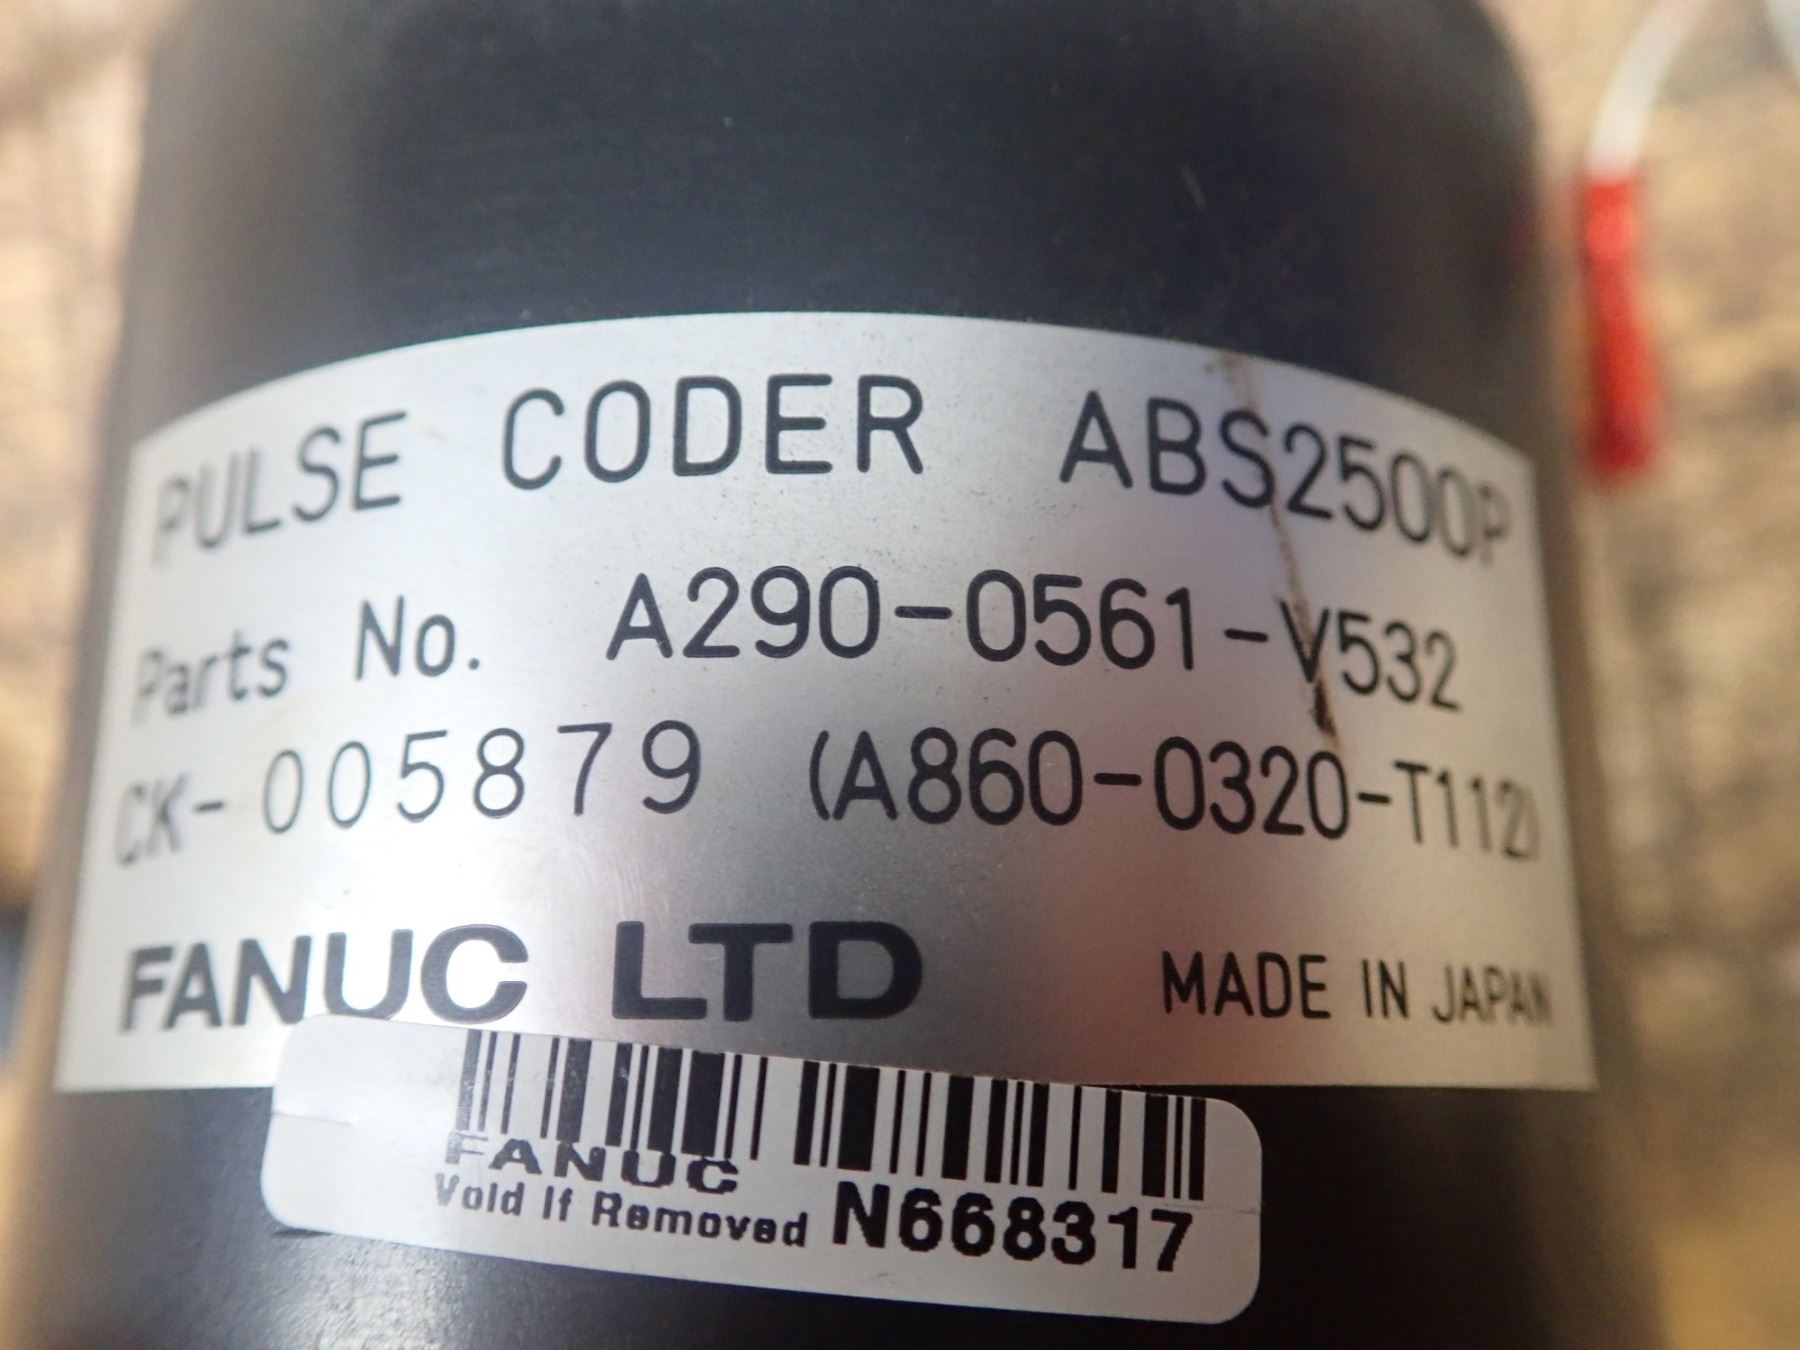 PULSE CODER ABS2500P
Parts No. A290-0561-V532
CK-005879 (A860-0320-T112)
FANUC LTD MADE IN JAPAN
FANUC
Void If Removed N668317